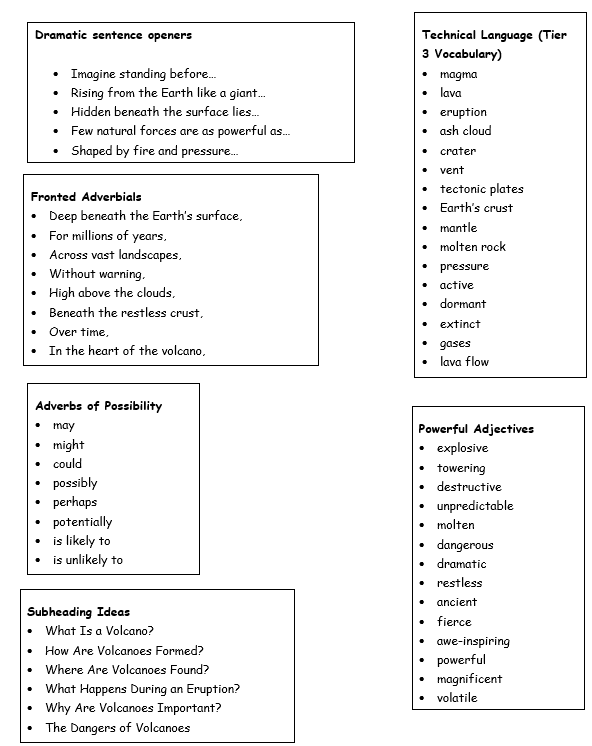 Dramatic sentence openers
• Imagine standing before…
• Rising from the Earth like a giant…
• Hidden beneath the surface lies…
• Few natural forces are as powerful as…
• Shaped by fire and pressure…
Fronted Adverbials
• Deep beneath the Earth's surface,
• For millions of years,
• Across vast landscapes,
• Without warning,
• High above the clouds,
• Beneath the restless crust,
• Over time,
• In the heart of the volcano,
Adverbs of Possibility
• may
• might
• could
• possibly
• perhaps
• potentially
• is likely to
• is unlikely to
Subheading Ideas
• What Is a Volcano?
• How Are Volcanoes Formed?
• Where Are Volcanoes Found?
• What Happens During an Eruption?
• Why Are Volcanoes Important?
• The Dangers of Volcanoes
Technical Language (Tier
3 Vocabulary)
• magma
• lava
• eruption
• ash cloud
• crater
• vent
• tectonic plates
• Earth's crust
• mantle
• molten rock
• pressure
• active
• dormant
• extinct
• gases
• lava flow
Powerful Adjectives
• explosive
• towering
• destructive
• unpredictable
• molten
• dangerous
• dramatic
• restless
• ancient
• fierce
• awe-inspiring
• powerful
• magnificent
• volatile